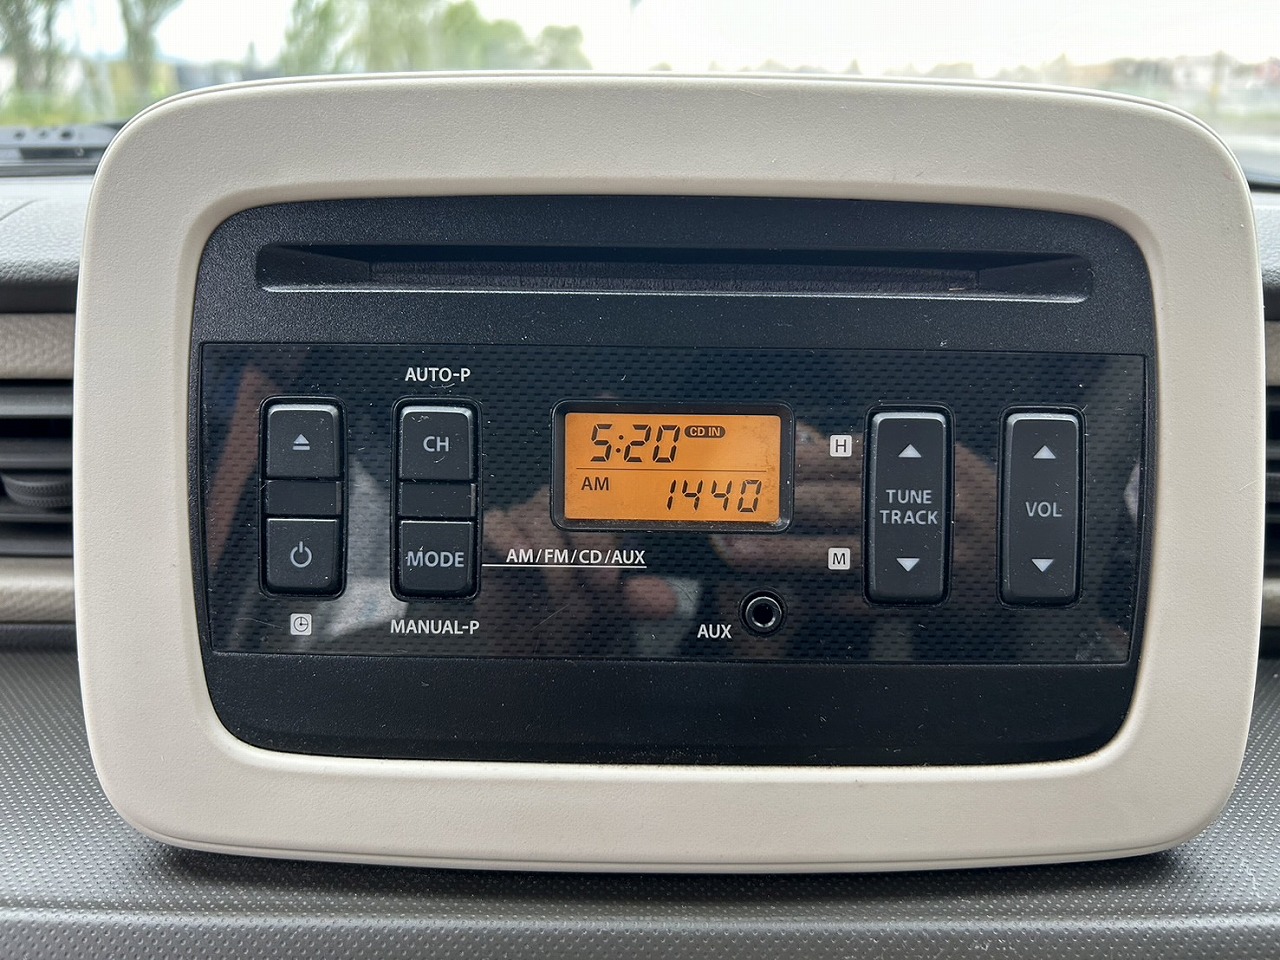 AUTO-P
CH
MODE
MANUAL-P
AM/FM/CD/AUX
5:20 CD IN
AM 1440
AUX
H
M
TUNE
TRACK
VOL